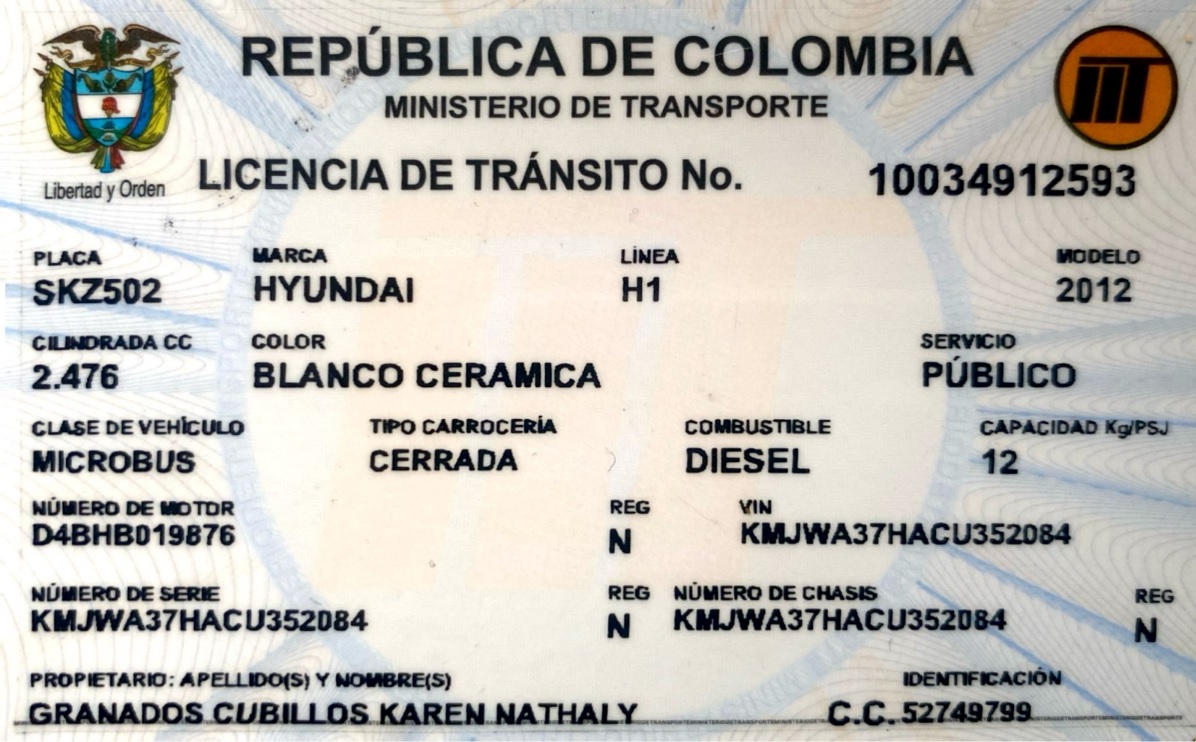 REPÚBLICA DE COLOMBIA
MINISTERIO DE TRANSPORTE
Libertad y Orden
LICENCIA DE TRÁNSITO No. 10034912593
PLACA MARCA LÍNEA MODELO
SKZ502 HYUNDAI H1 2012
CILINDRADA CC COLOR SERVICIO
2.476 BLANCO CERAMICA PÚBLICO
CLASE DE VEHÍCULO TIPO CARROCERÍA COMBUSTIBLE CAPACIDAD Kg/PSJ
MICROBUS CERRADA DIESEL 12
NÚMERO DE MOTOR REG VIN
D4BHB019876 N KMJWA37HACU352084
NÚMERO DE SERIE REG NÚMERO DE CHASIS REG
KMJWA37HACU352084 N KMJWA37HACU352084 N
PROPIETARIO: APELLIDO(S) Y NOMBRE(S) IDENTIFICACIÓN
GRANADOS CUBILLOS KAREN NATHALY C.C. 52749799